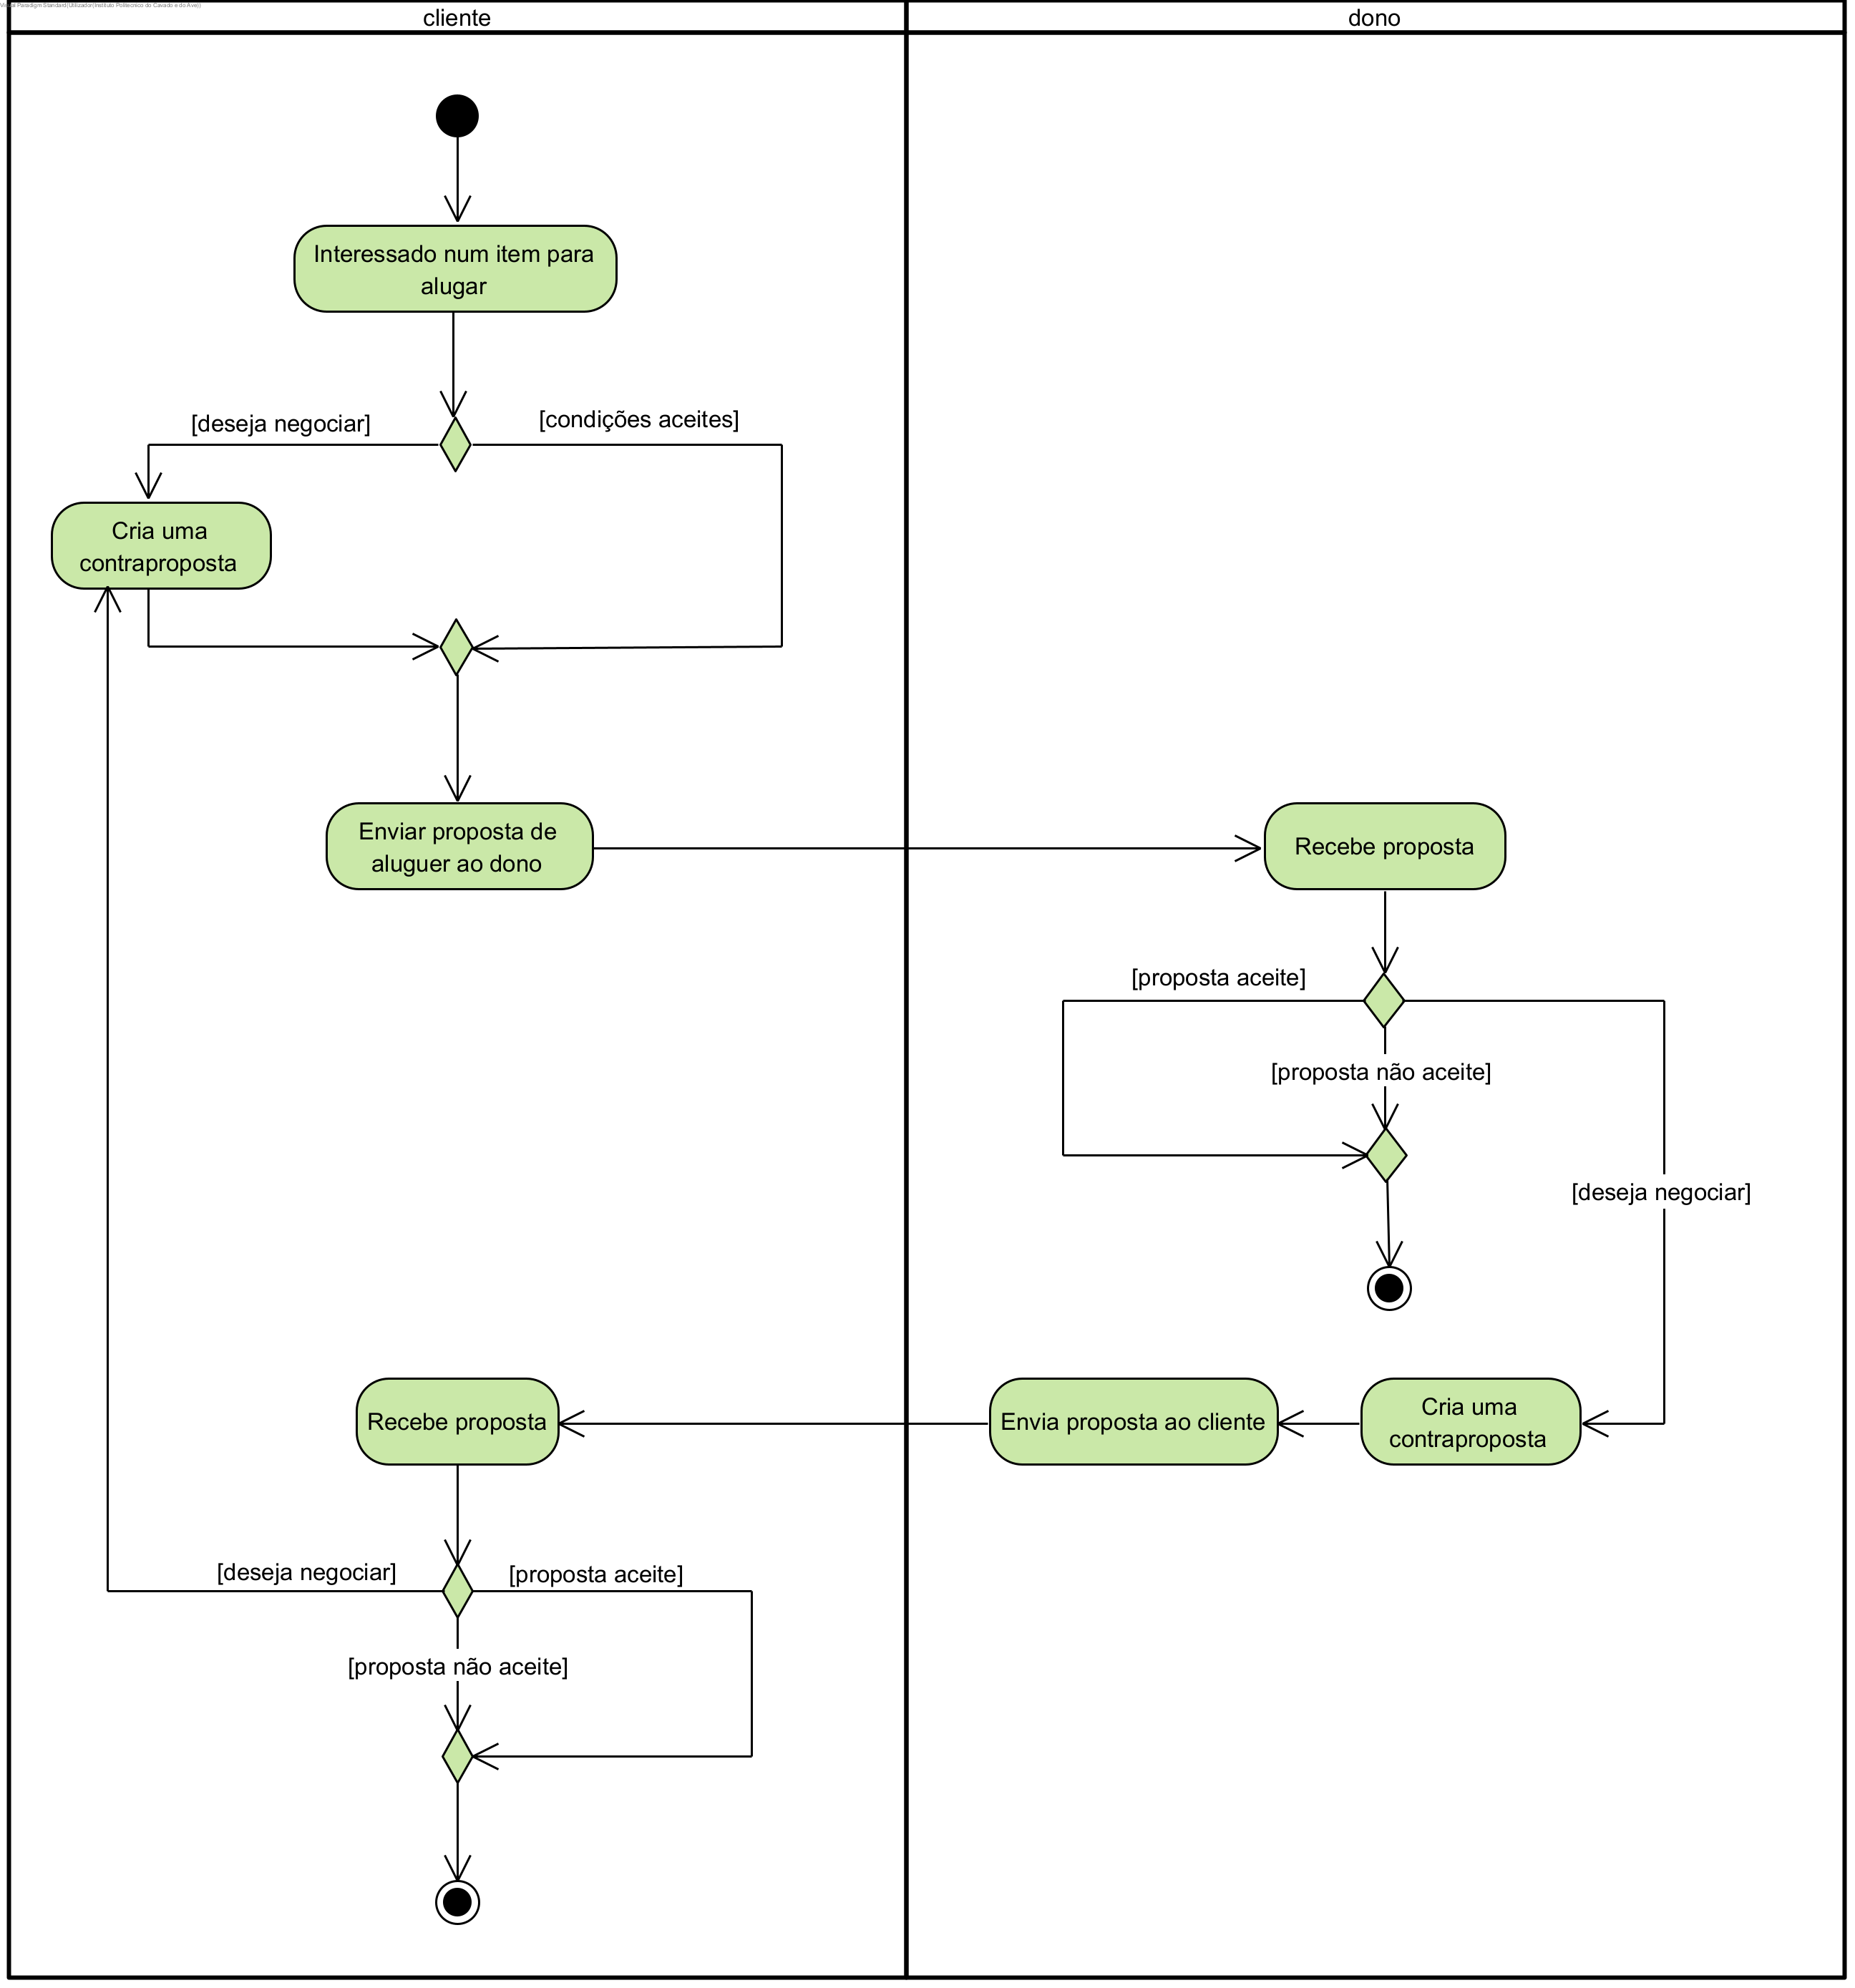 Visual Paradigm Standard(Utilizador(Instituto Politecnico do Cavado e do Ave))
cliente
dono
Interessado num item para
alugar
[deseja negociar]
[condições aceites]
Cria uma
contraproposta
Enviar proposta de
aluguer ao dono
Recebe proposta
[proposta aceite]
[proposta não aceite]
[deseja negociar]
Recebe proposta
Envia proposta ao cliente
Cria uma
contraproposta
[deseja negociar]
[proposta aceite]
[proposta não aceite]